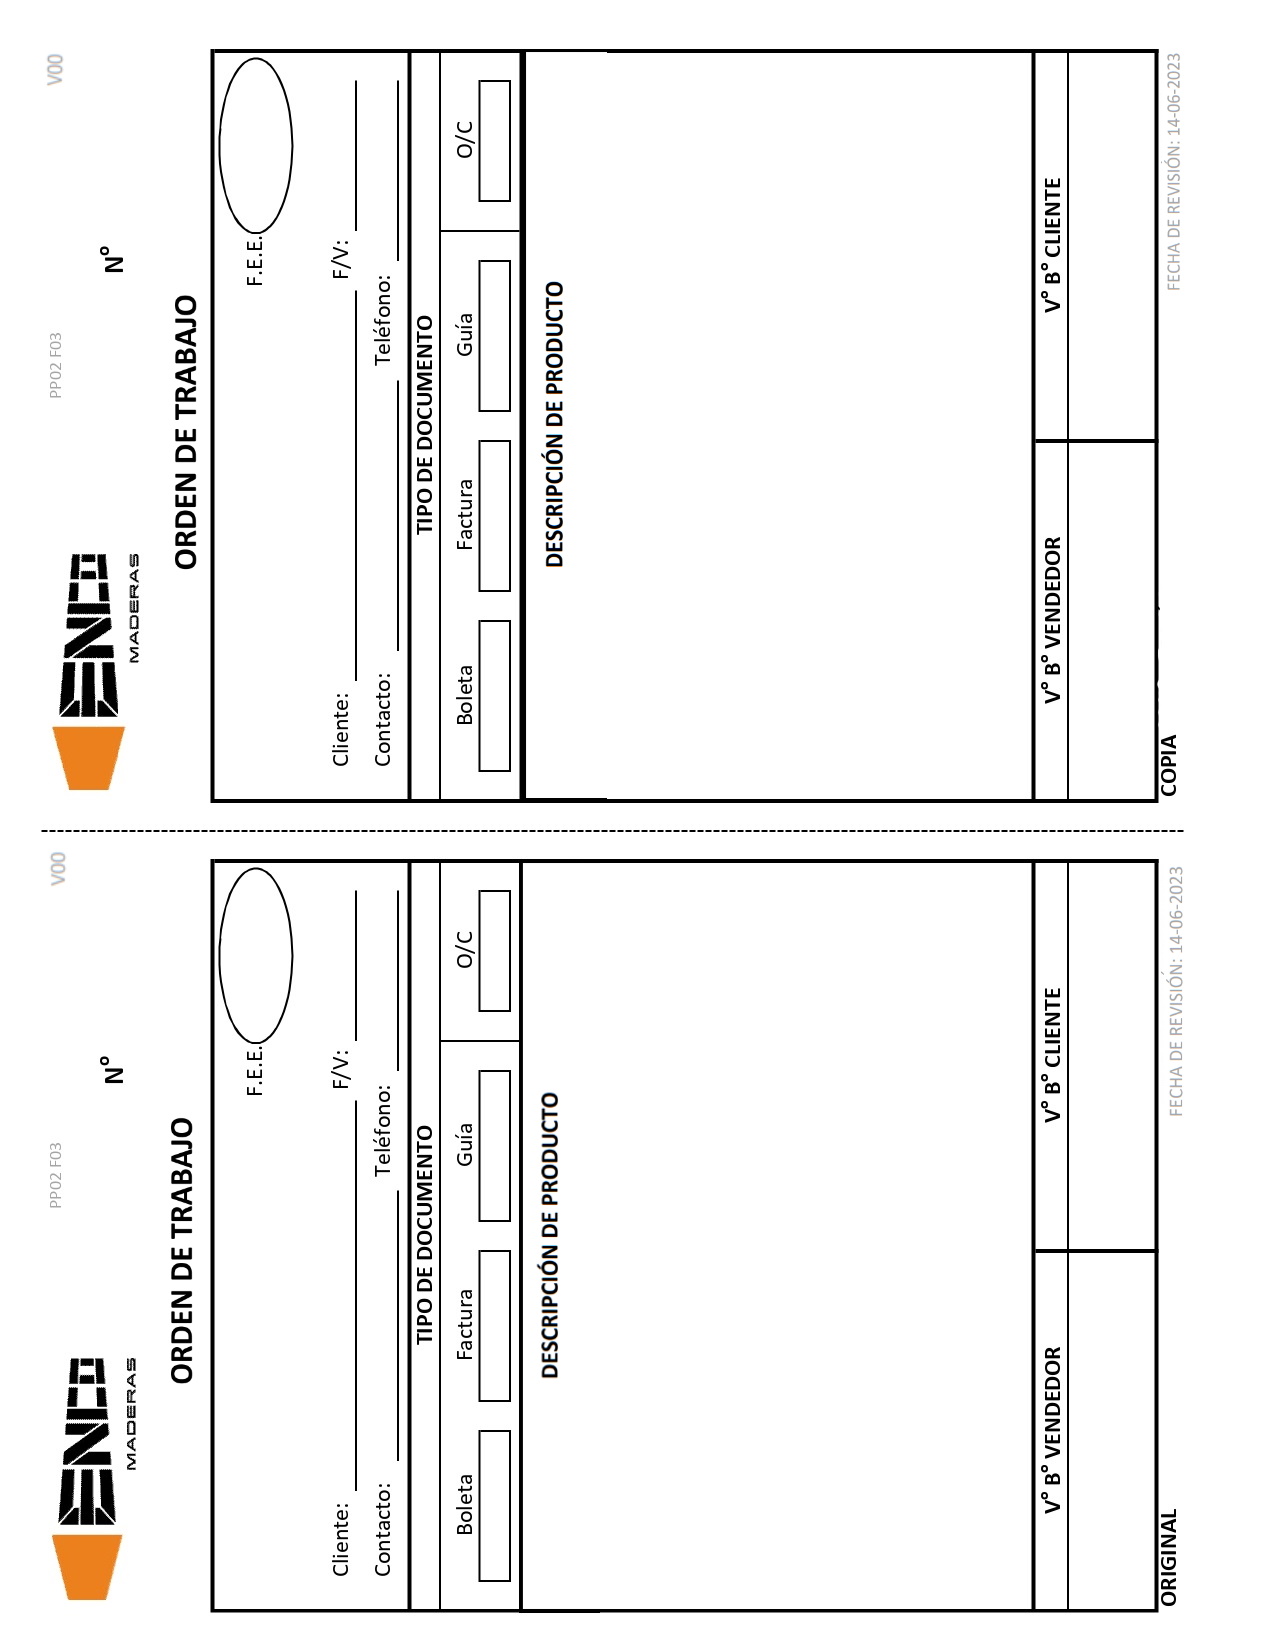 ENCO
MADERAS
PP02 F03
V00
N°
ORDEN DE TRABAJO
F.E.E.
Cliente:
F/V:
Contacto:
Teléfono:
TIPO DE DOCUMENTO
Boleta
Factura
Guía
O/C
DESCRIPCIÓN DE PRODUCTO
V° B° VENDEDOR
V° B° CLIENTE
ORIGINAL
FECHA DE REVISIÓN: 14-06-2023
ENCO
MADERAS
PP02 F03
V00
N°
ORDEN DE TRABAJO
F.E.E.
Cliente:
F/V:
Contacto:
Teléfono:
TIPO DE DOCUMENTO
Boleta
Factura
Guía
O/C
DESCRIPCIÓN DE PRODUCTO
V° B° VENDEDOR
V° B° CLIENTE
COPIA
FECHA DE REVISIÓN: 14-06-2023